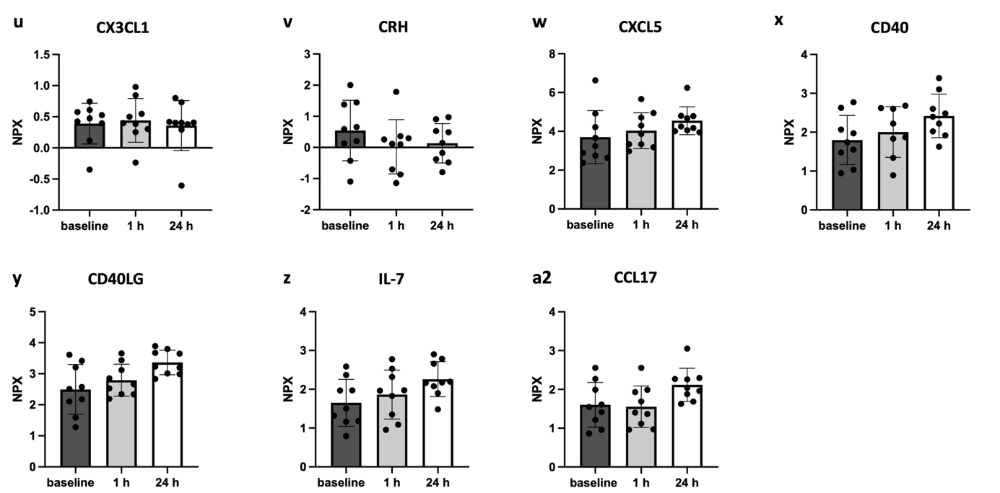 u
CX3CL1
NPX
1.5
1.0
0.5
0.0
-0.5
-1.0
baseline 1 h 24 h
v
CRH
NPX
3
2
1
0
-1
-2
baseline 1 h 24 h
w
CXCL5
NPX
8
6
4
2
0
baseline 1 h 24 h
x
CD40
NPX
4
3
2
1
0
baseline 1 h 24 h
y
CD40LG
NPX
5
4
3
2
1
0
baseline 1 h 24 h
z
IL-7
NPX
4
3
2
1
0
baseline 1 h 24 h
a2
CCL17
NPX
4
3
2
1
0
baseline 1 h 24 h